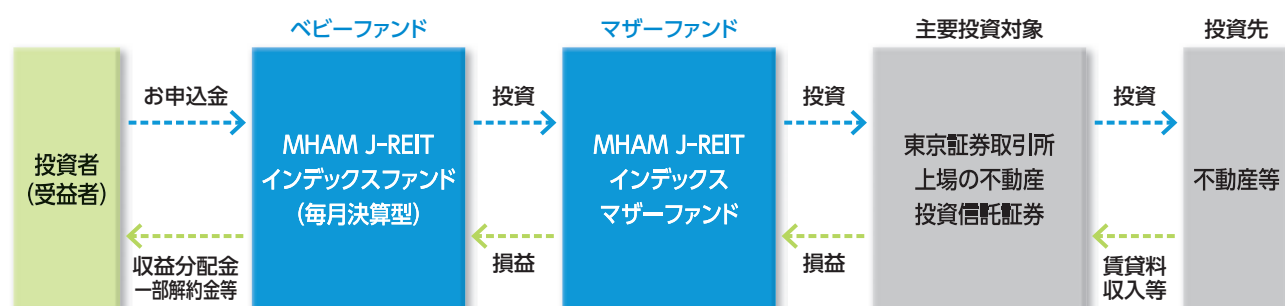 ベビーファンド
マザーファンド
主要投資対象
投資先
投資者
(受益者)
お申込金
収益分配金
一部解約金等
MHAM J-REIT
インデックスファンド
(毎月決算型)
投資
損益
MHAM J-REIT
インデックス
マザーファンド
投資
損益
東京証券取引所
上場の不動産
投資信託証券
投資
賃貸料
収入等
不動産等